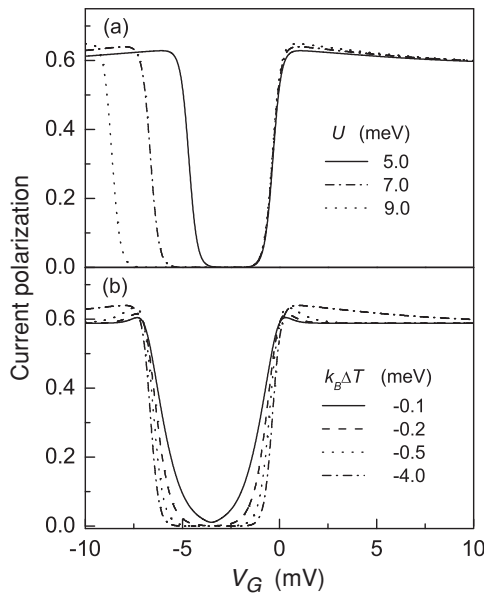 (a)
0.6
0.4
0.2
0.0
U (meV)
5.0
7.0
9.0
Current polarization
(b)
0.6
0.4
0.2
0.0
k_BΔT (meV)
-0.1
-0.2
-0.5
-4.0
-10 -5 0 5 10
V_G (mV)